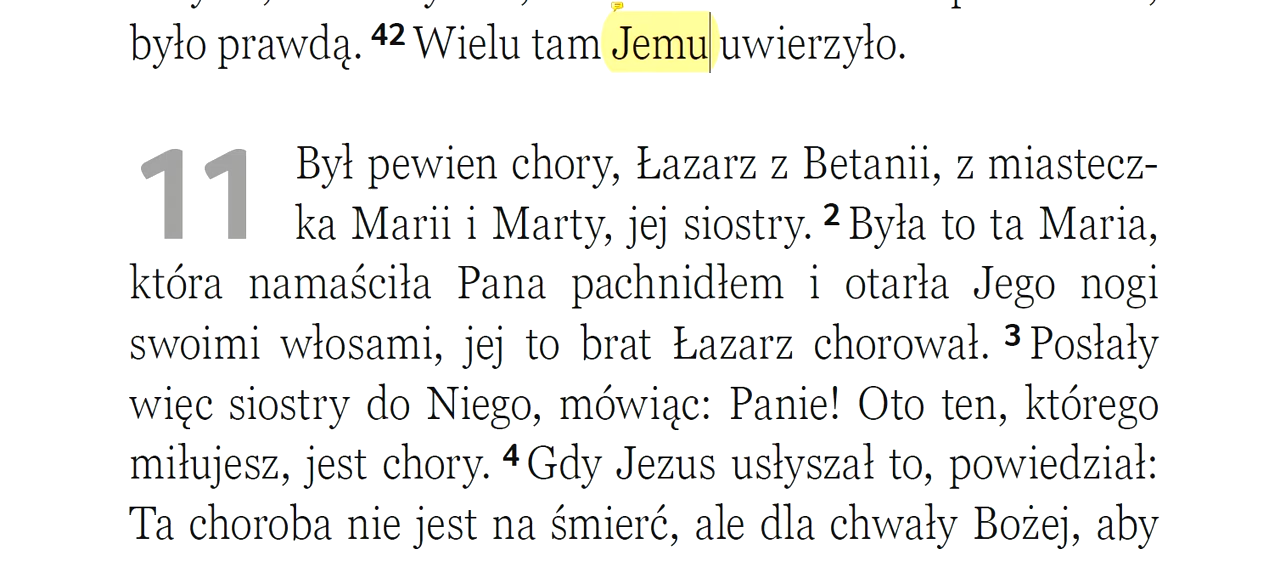 było prawdą. 42 Wielu tam Jemu uwierzyło.
11 Był pewien chory, Łazarz z Betanii, z miastecz-
ka Marii i Marty, jej siostry. 2 Była to ta Maria,
która namaściła Pana pachnidłem i otarła Jego nogi
swoimi włosami, jej to brat Łazarz chorował. 3 Posłały
więc siostry do Niego, mówiąc: Panie! Oto ten, którego
miłujesz, jest chory. 4 Gdy Jezus usłyszał to, powiedział:
Ta choroba nie jest na śmierć, ale dla chwały Bożej, aby